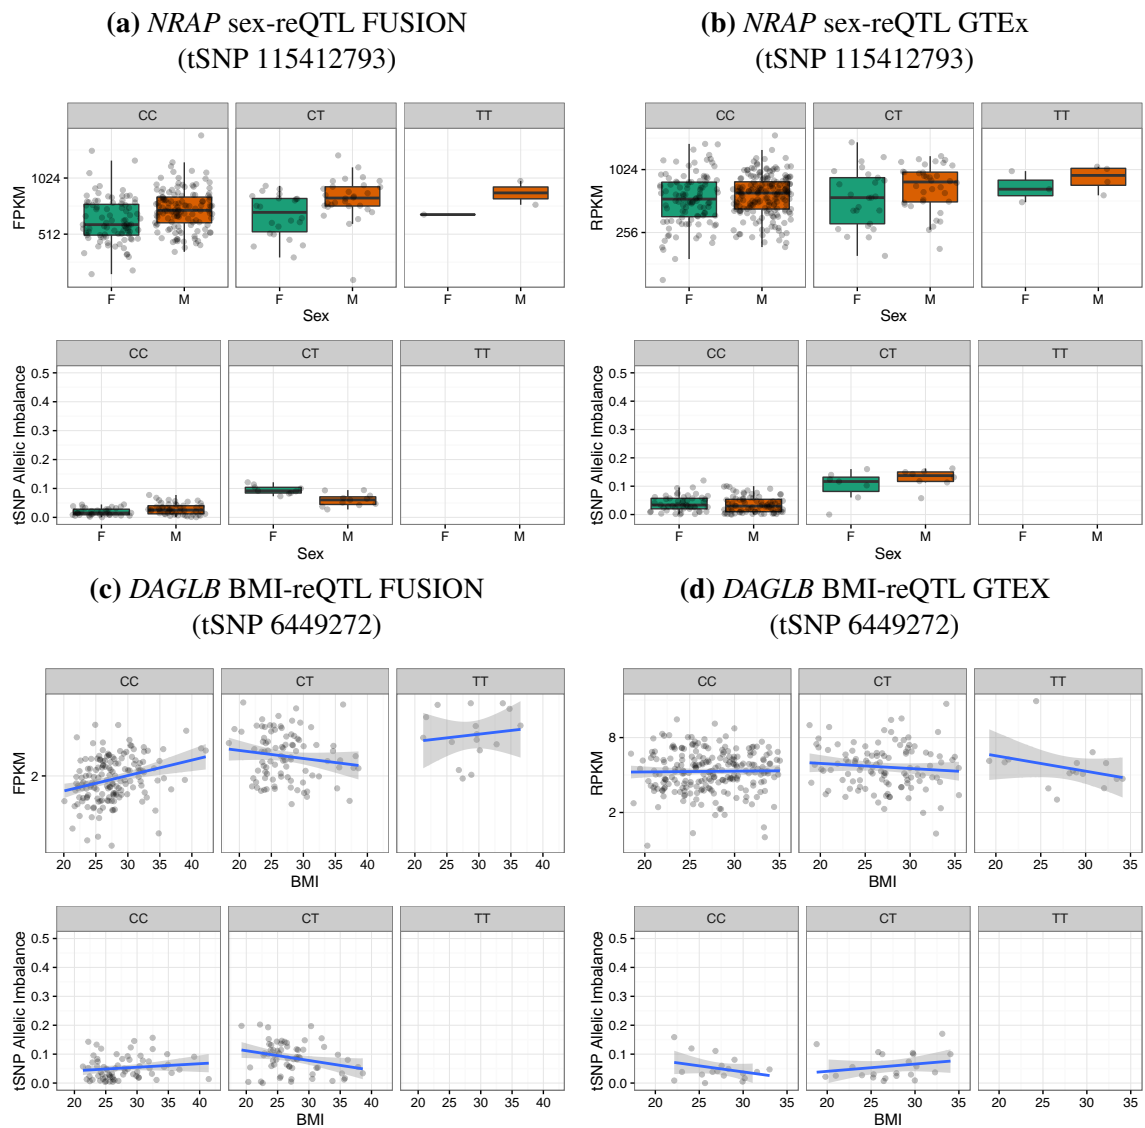 (a) NRAP sex-reQTL FUSION
(tSNP 115412793)
CC CT TT
FPKM
1024
512
F M F M F M
Sex
CC CT TT
tSNP Allelic Imbalance
0.5
0.4
0.3
0.2
0.1
0.0
F M F M F M
Sex
(b) NRAP sex-reQTL GTEx
(tSNP 115412793)
CC CT TT
RPKM
1024
256
F M F M F M
Sex
CC CT TT
tSNP Allelic Imbalance
0.5
0.4
0.3
0.2
0.1
0.0
F M F M F M
Sex
(c) DAGLB BMI-reQTL FUSION
(tSNP 6449272)
CC CT TT
FPKM
2
20 25 30 35 40 20 25 30 35 40 20 25 30 35 40
BMI
CC CT TT
tSNP Allelic Imbalance
0.5
0.4
0.3
0.2
0.1
0.0
20 25 30 35 40 20 25 30 35 40 20 25 30 35 40
BMI
(d) DAGLB BMI-reQTL GTEX
(tSNP 6449272)
CC CT TT
RPKM
8
2
20 25 30 35 20 25 30 35 20 25 30 35
BMI
CC CT TT
tSNP Allelic Imbalance
0.5
0.4
0.3
0.2
0.1
0.0
20 25 30 35 20 25 30 35 20 25 30 35
BMI